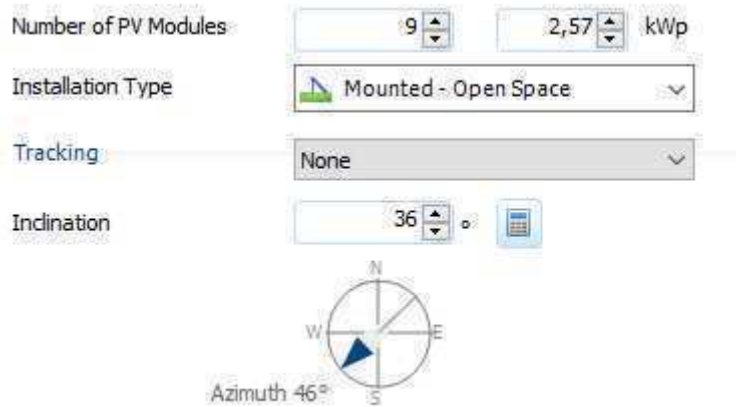 Number of PV Modules 9 2,57 kWp
Installation Type Mounted - Open Space
Tracking None
Inclination 36 °
N
W E
Azimuth 46° S